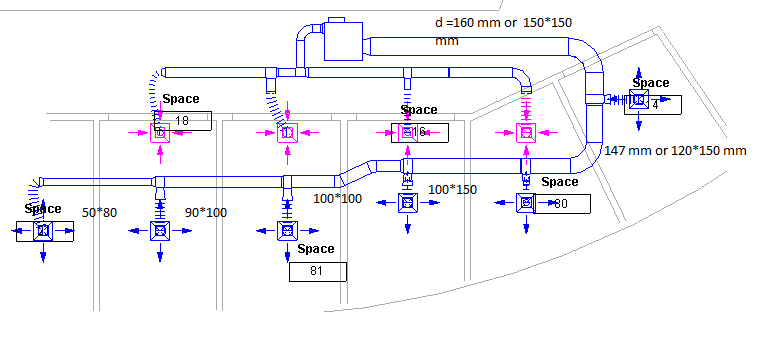 d =160 mm or 150*150
mm
Space
4
Space
18
Space
16
147 mm or 120*150 mm
Space
80
100*150
100*100
90*100
50*80
Space
Space
81